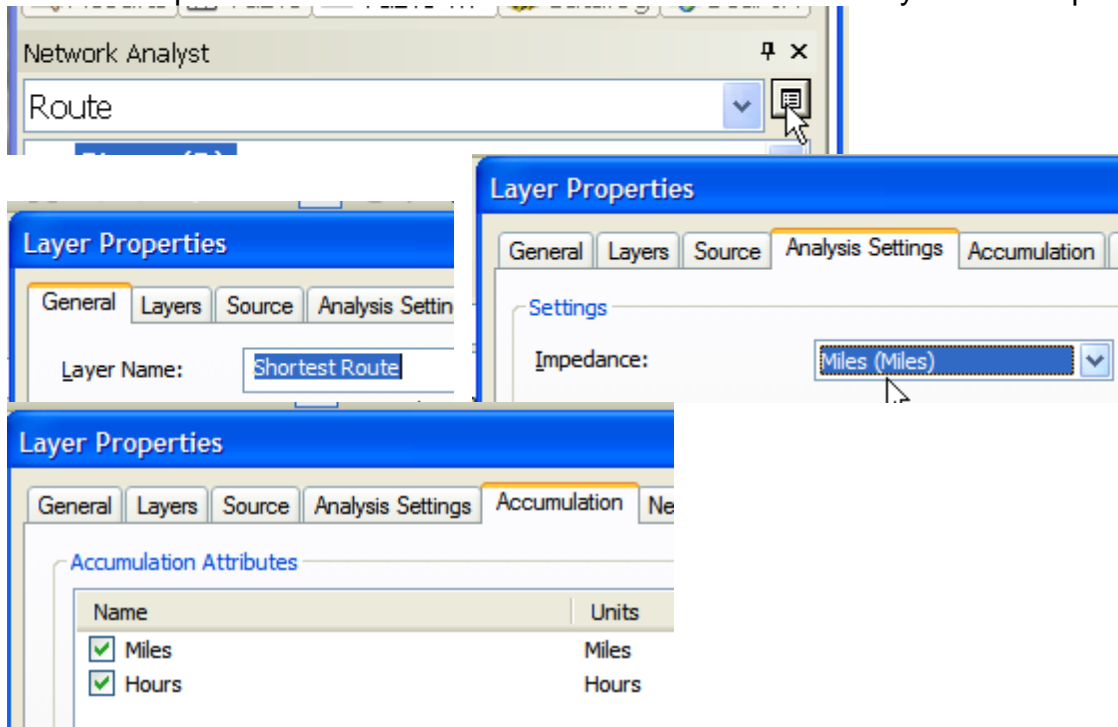 Network Analyst
Route
Layer Properties
General Layers Source Analysis Settings Accumulation
Settings
Impedance: Miles (Miles)
Layer Properties
General Layers Source Analysis
Layer Name: Shortest Route
Layer Properties
General Layers Source Analysis Settings Accumulation Ne
Accumulation Attributes
Name Units
Miles Miles
Hours Hours